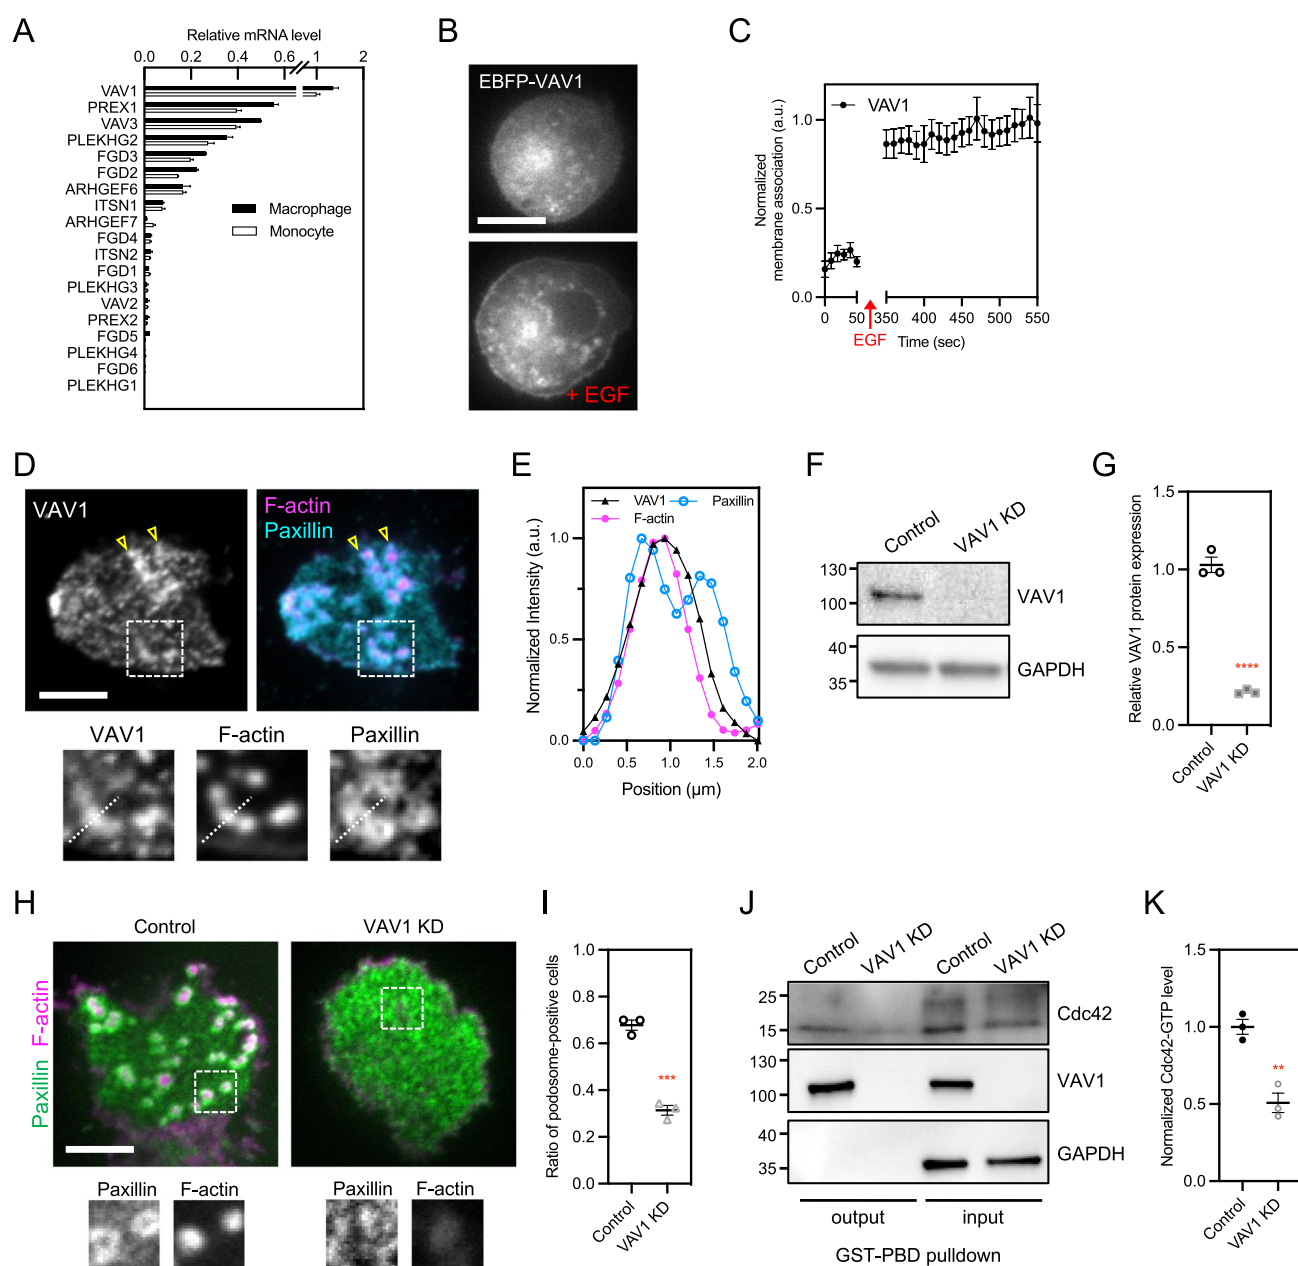 A
Relative mRNA level
0.0 0.2 0.4 0.6 1 2
VAV1
PREX1
VAV3
PLEKHG2
FGD3
FGD2
ARHGEF6
ITSN1
ARHGEF7
FGD4
ITSN2
FGD1
PLEKHG3
VAV2
PREX2
FGD5
PLEKHG4
FGD6
PLEKHG1
Macrophage
Monocyte
B
EBFP-VAV1
+ EGF
C
VAV1
Normalized
membrane association (a.u.)
1.0
0.5
0.0
0 50 350 400 450 500 550
EGF
Time (sec)
D
VAV1
F-actin
Paxillin
VAV1 F-actin Paxillin
E
VAV1 Paxillin
F-actin
Normalized Intensity (a.u.)
1.0
0.5
0
0.0 0.5 1.0 1.5 2.0
Position (µm)
F
Control VAV1 KD
130
100
VAV1
40
35
GAPDH
G
Relative VAV1 protein expression
1.5
1.0
0.5
0.0
****
Control
VAV1 KD
H
Control VAV1 KD
Paxillin F-actin
Paxillin F-actin Paxillin F-actin
I
Ratio of podosome-positive cells
1.0
0.8
0.6
0.4
0.2
0
***
Control
VAV1 KD
J
Control VAV1 KD Control VAV1 KD
25
15
Cdc42
130
100
VAV1
40
35
GAPDH
output input
GST-PBD pulldown
K
Normalized Cdc42-GTP level
1.5
1.0
0.5
0
**
Control
VAV1 KD